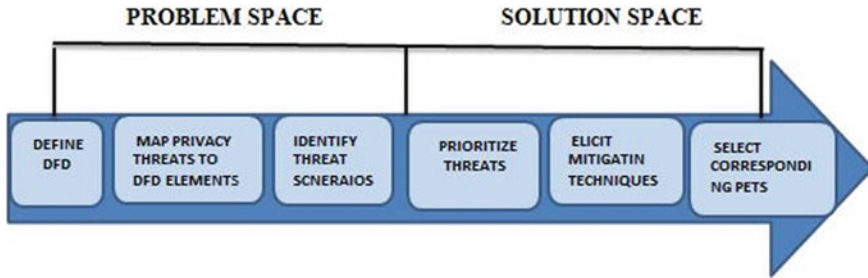 PROBLEM SPACE
SOLUTION SPACE
DEFINE
DFD
MAP PRIVACY
THREATS TO
DFD ELEMENTS
IDENTIFY
THREAT
SCNERAIOS
PRIORITIZE
THREATS
ELICIT
MITIGATIN
TECHNIQUES
SELECT
CORRESPONDI
NG PETS